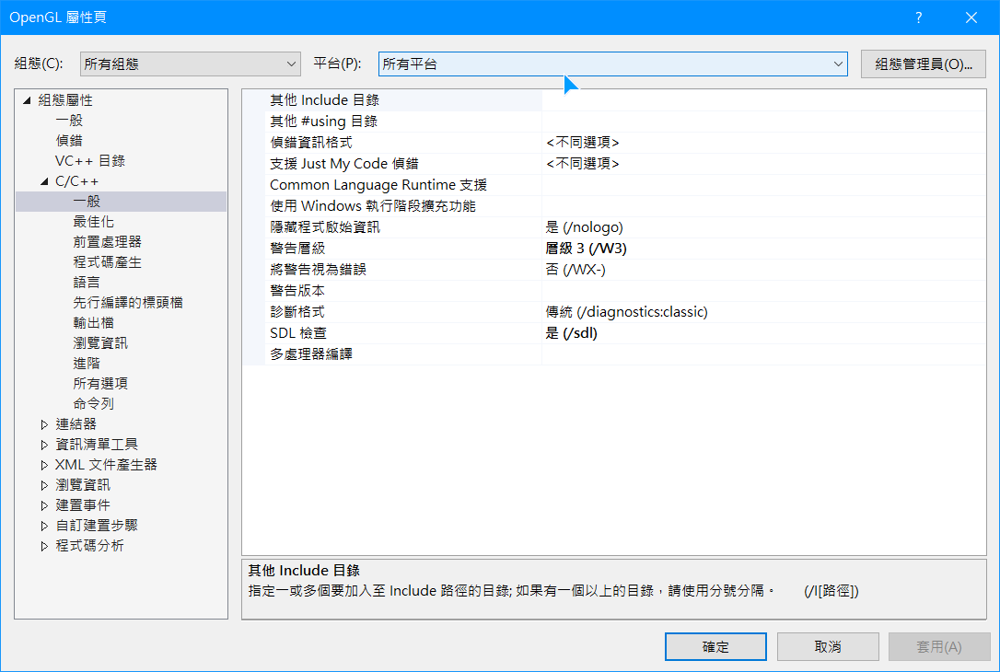 OpenGL 屬性頁 ?
組態(C): 所有組態 平台(P): 所有平台 組態管理員(O)...
組態屬性
一般
偵錯
VC++ 目錄
C/C++
一般
最佳化
前置處理器
程式碼產生
語言
先行編譯的標頭檔
輸出檔
瀏覽資訊
進階
所有選項
命令列
連結器
資訊清單工具
XML 文件產生器
瀏覽資訊
建置事件
自訂建置步驟
程式碼分析
其他 Include 目錄
其他 #using 目錄
偵錯資訊格式 <不同選項>
支援 Just My Code 偵錯 <不同選項>
Common Language Runtime 支援
使用 Windows 執行階段擴充功能
隱藏程式啟始資訊 是 (/nologo)
警告層級 層級 3 (/W3)
將警告視為錯誤 否 (/WX-)
警告版本
診斷格式 傳統 (/diagnostics:classic)
SDL 檢查 是 (/sdl)
多處理器編譯
其他 Include 目錄
指定一或多個要加入至 Include 路徑的目錄; 如果有一個以上的目錄，請使用分號分隔。 (/I[路徑])
確定 取消 套用(A)